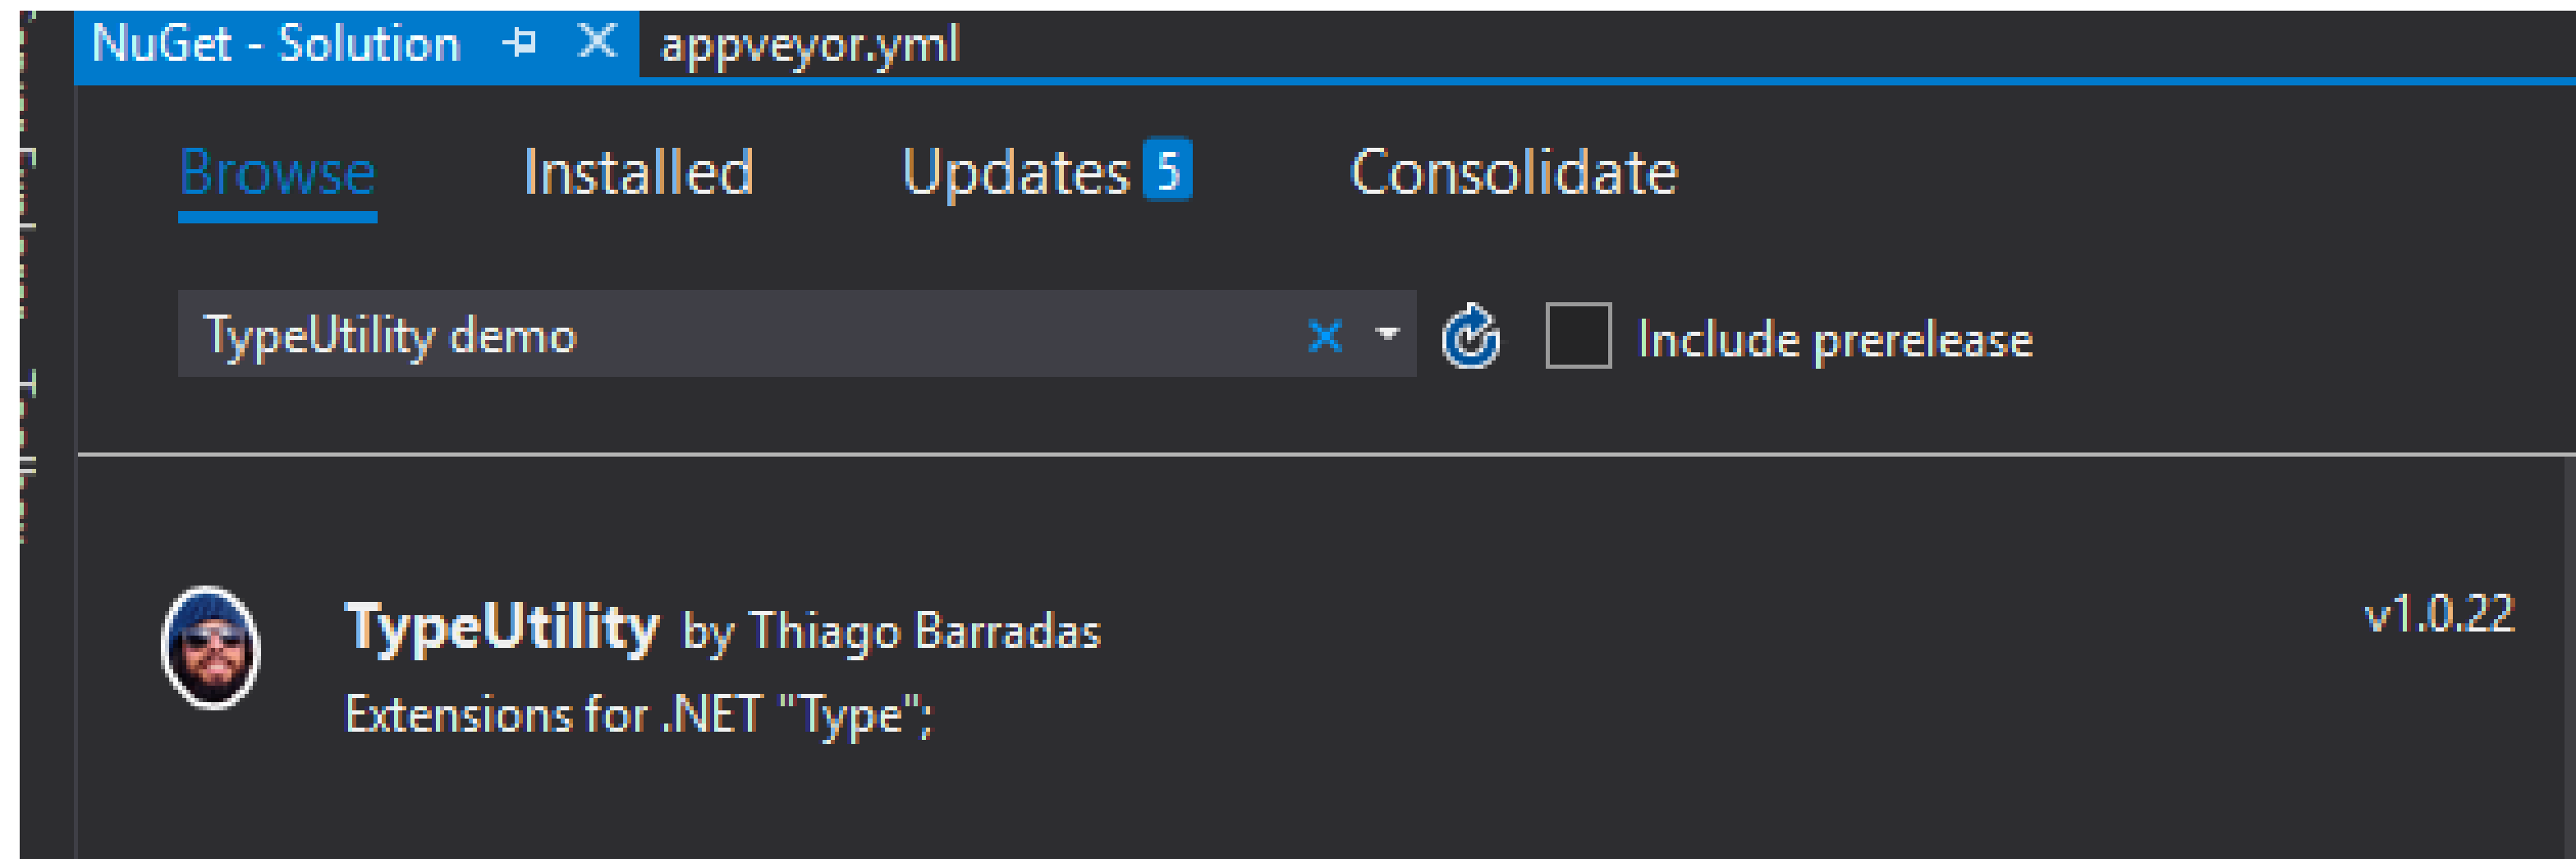 NuGet - Solution appveyor.yml
Browse Installed Updates 5 Consolidate
TypeUtility demo Include prerelease
TypeUtility by Thiago Barradas v1.0.22
Extensions for .NET "Type";